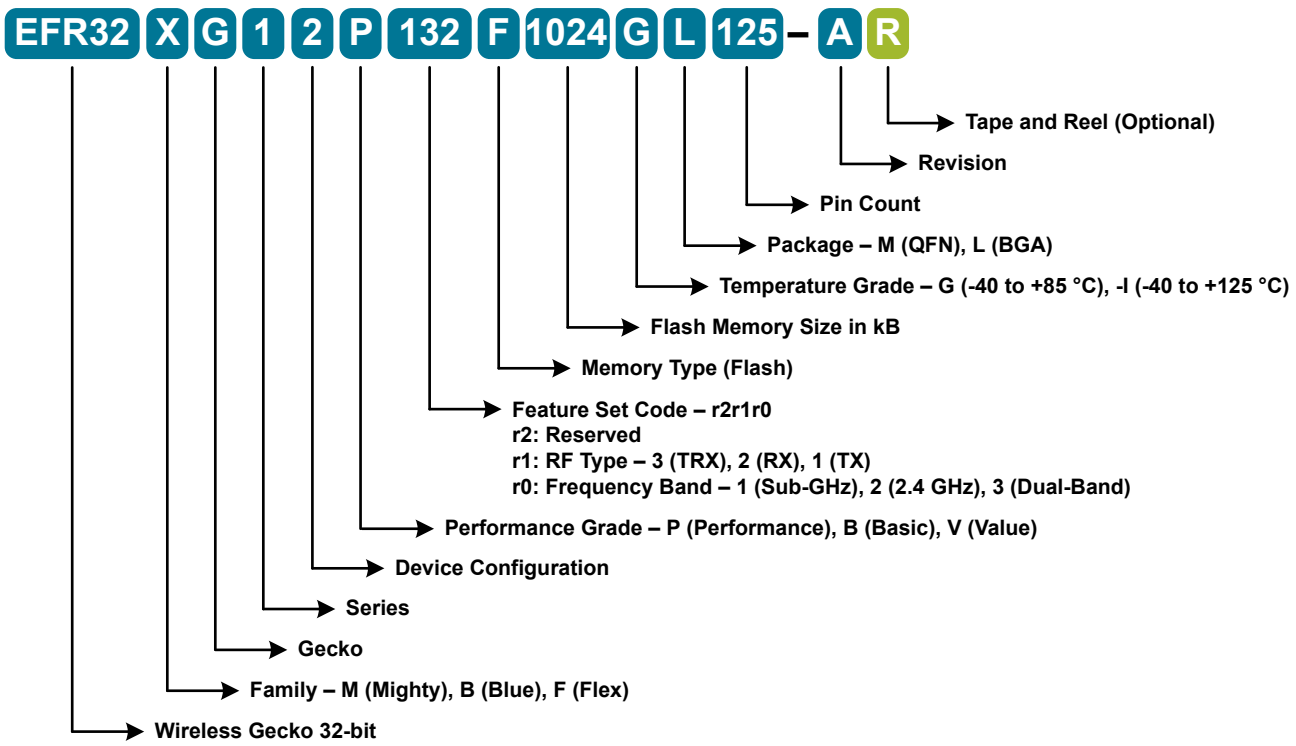 EFR32 X G 1 2 P 132 F 1024 G L 125 – A R
Tape and Reel (Optional)
Revision
Pin Count
Package – M (QFN), L (BGA)
Temperature Grade – G (-40 to +85 °C), -I (-40 to +125 °C)
Flash Memory Size in kB
Memory Type (Flash)
Feature Set Code – r2r1r0
r2: Reserved
r1: RF Type – 3 (TRX), 2 (RX), 1 (TX)
r0: Frequency Band – 1 (Sub-GHz), 2 (2.4 GHz), 3 (Dual-Band)
Performance Grade – P (Performance), B (Basic), V (Value)
Device Configuration
Series
Gecko
Family – M (Mighty), B (Blue), F (Flex)
Wireless Gecko 32-bit